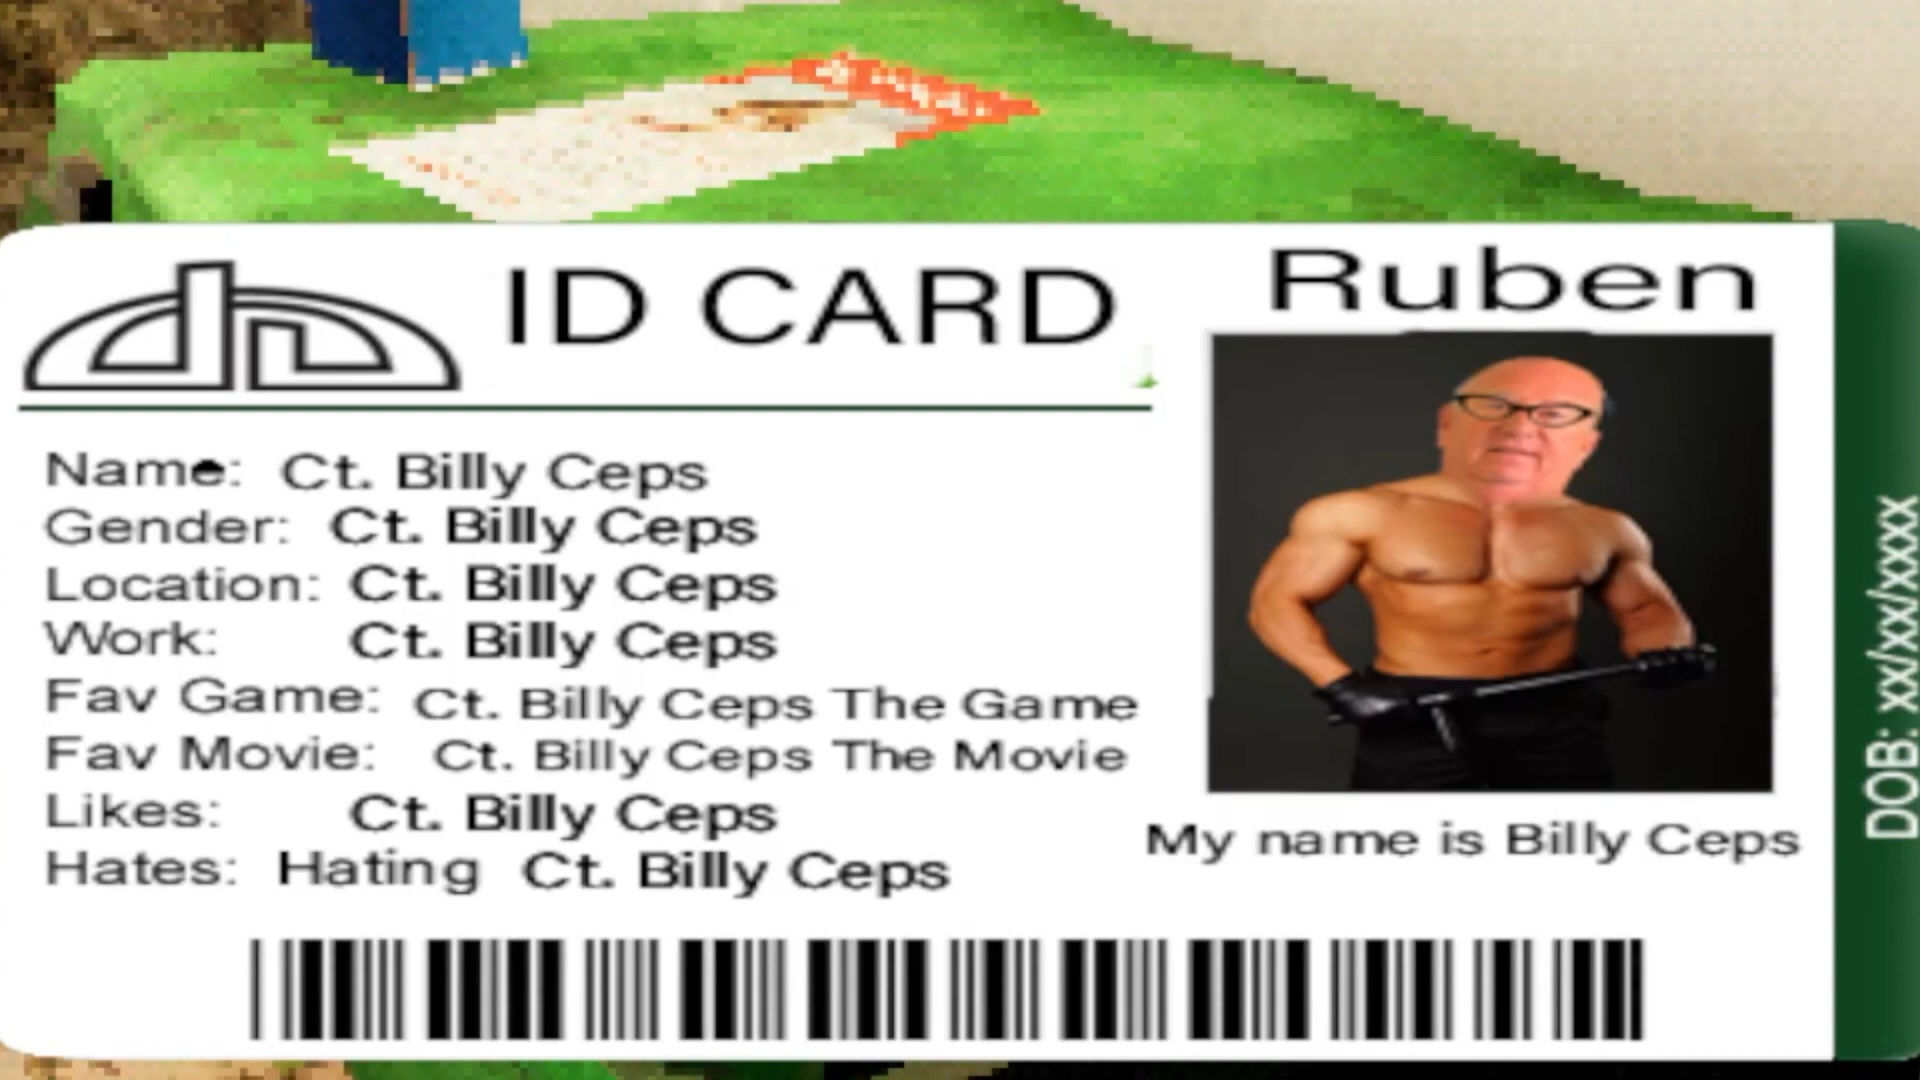 ID CARD
Ruben
Name: Ct. Billy Ceps
Gender: Ct. Billy Ceps
Location: Ct. Billy Ceps
Work: Ct. Billy Ceps
Fav Game: Ct. Billy Ceps The Game
Fav Movie: Ct. Billy Ceps The Movie
Likes: Ct. Billy Ceps
Hates: Hating Ct. Billy Ceps
My name is Billy Ceps
DOB: xx/xx/xxxx